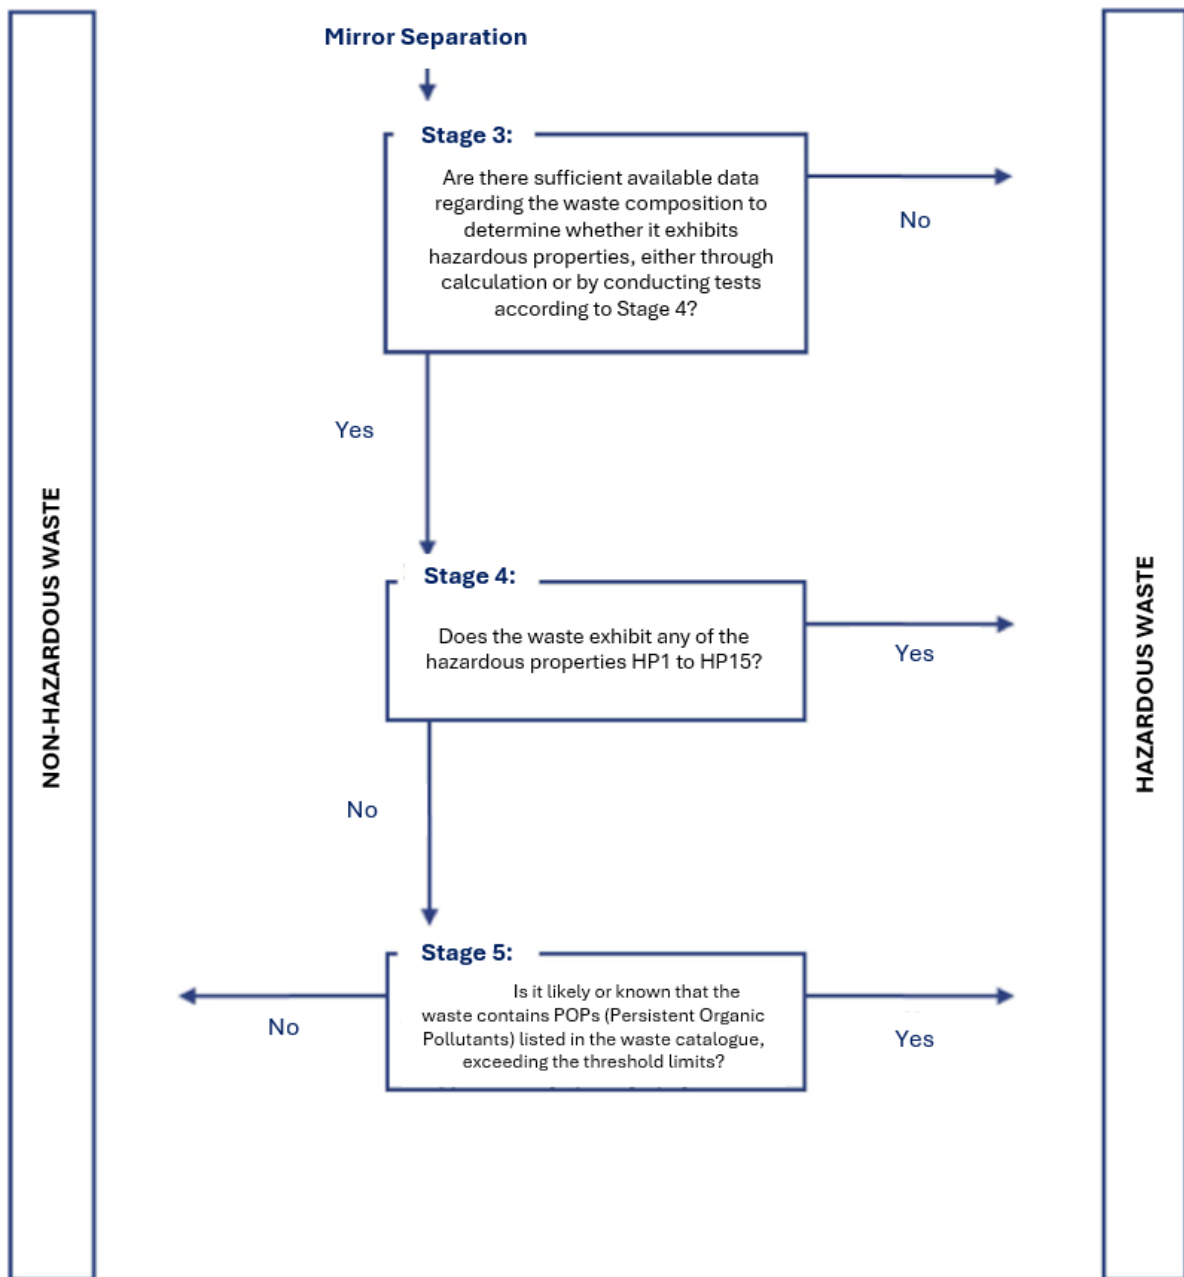 Mirror Separation
Stage 3:
Are there sufficient available data
regarding the waste composition to
determine whether it exhibits
hazardous properties, either through
calculation or by conducting tests
according to Stage 4?
No
Yes
NON-HAZARDOUS WASTE
HAZARDOUS WASTE
Stage 4:
Does the waste exhibit any of the
hazardous properties HP1 to HP15?
Yes
No
Stage 5:
Is it likely or known that the
waste contains POPs (Persistent Organic
Pollutants) listed in the waste catalogue,
exceeding the threshold limits?
No
Yes